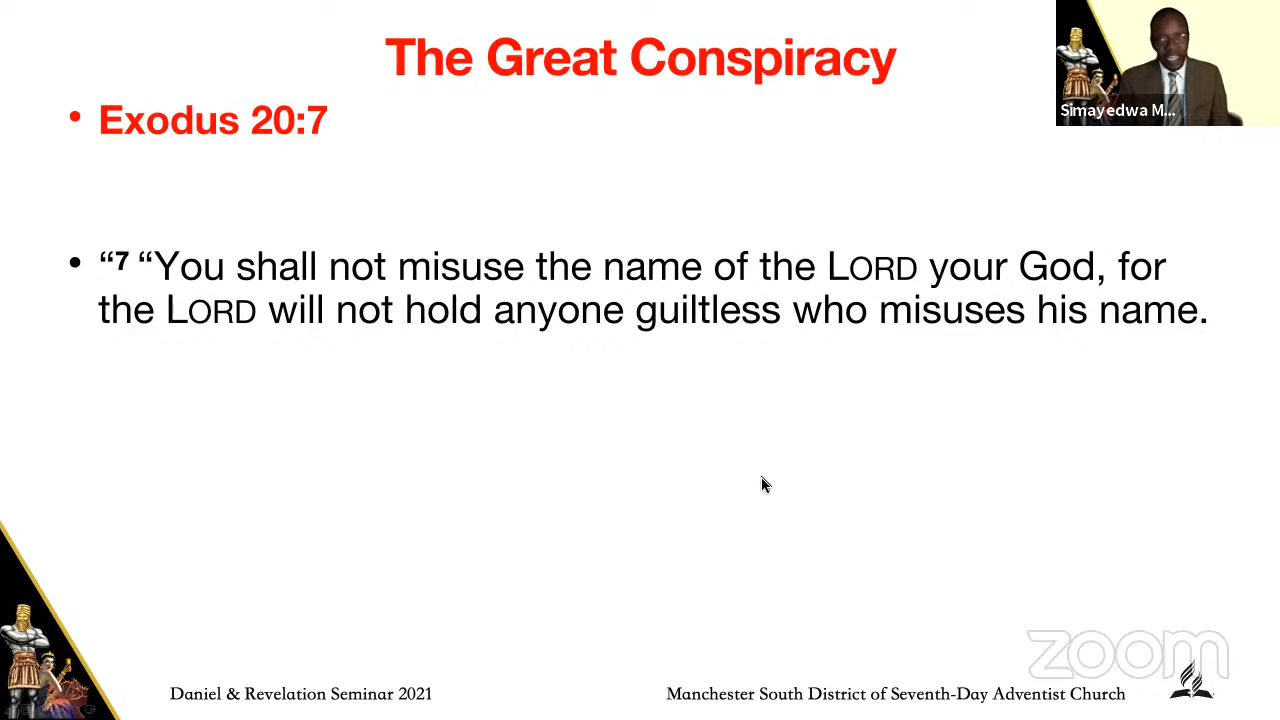 The Great Conspiracy
Simayedwa M...
• Exodus 20:7
• “7 “You shall not misuse the name of the LORD your God, for
the LORD will not hold anyone guiltless who misuses his name.
zoom
Daniel & Revelation Seminar 2021
Manchester South District of Seventh-Day Adventist Church